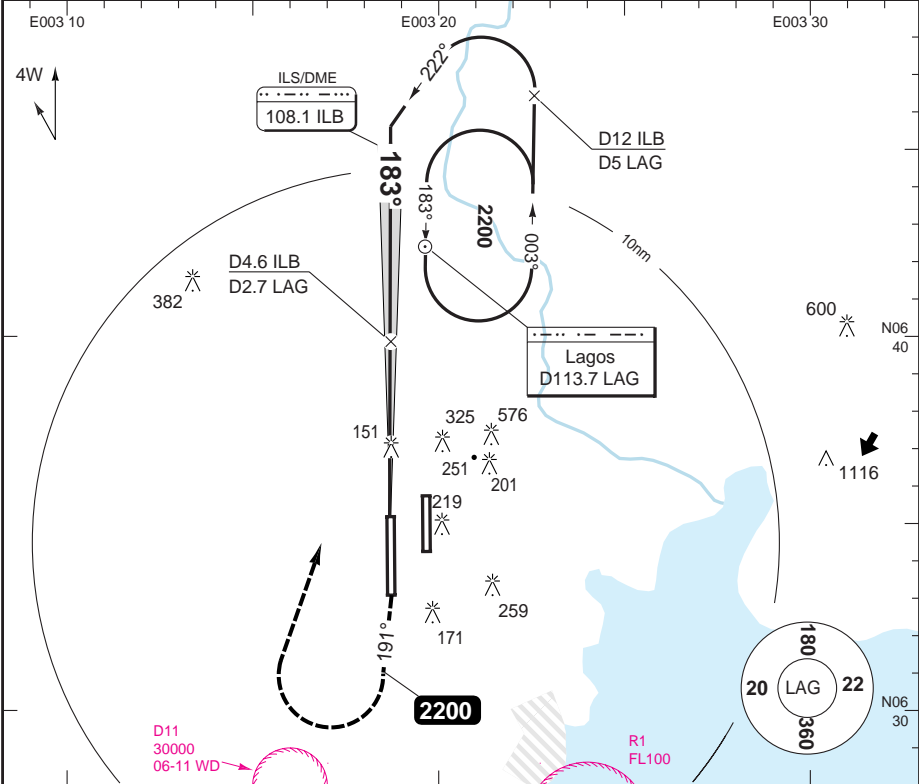 E003 10
E003 20
E003 30
4W
ILS/DME
108.1 ILB
222°
D12 ILB
D5 LAG
183°
183°
2200
003°
10nm
D4.6 ILB
D2.7 LAG
382
600
N06
40
Lagos
D113.7 LAG
325
576
151
251
201
1116
219
259
171
191°
2200
180
20
LAG
22
360
N06
30
D11
30000
06-11 WD
R1
FL100